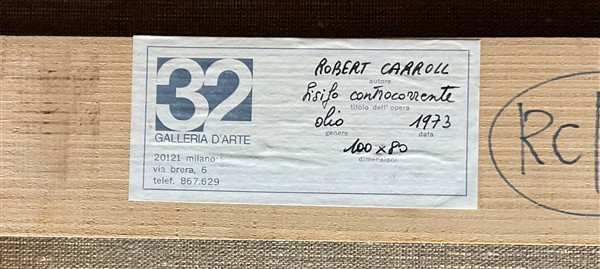 32
GALLERIA D'ARTE
20121 milano
via brera, 6
telef. 867.629
ROBERT CARROLL
autore
controcorrente
titolo dell'opera
olio 1973
genere data
100 x 80
dimensioni
RC